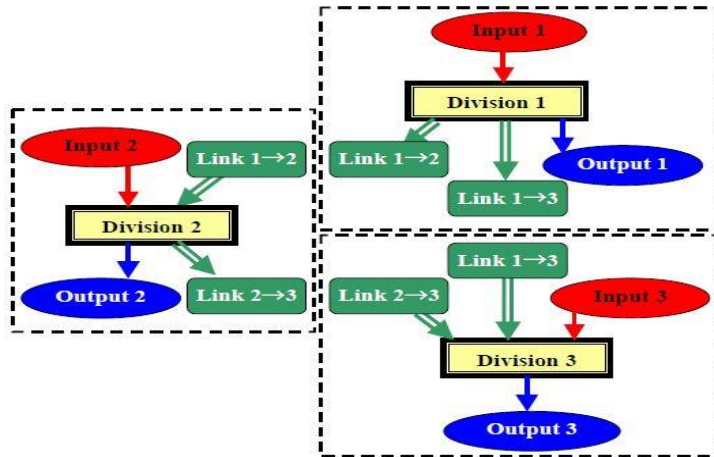 Input 1
Division 1
Link 1→2
Output 1
Link 1→3
Input 2
Link 1→2
Division 2
Output 2
Link 2→3
Link 1→3
Link 2→3
Input 3
Division 3
Output 3